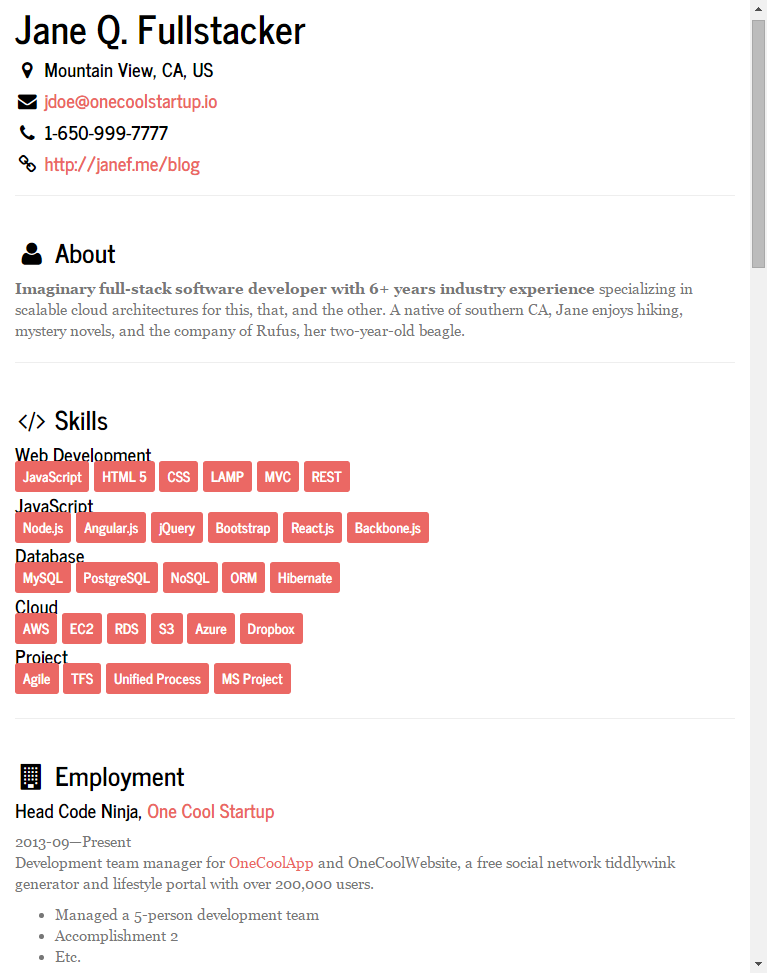 Jane Q. Fullstacker
Mountain View, CA, US
jdoe@onecoolstartup.io
1-650-999-7777
http://janef.me/blog
About
Imaginary full-stack software developer with 6+ years industry experience specializing in
scalable cloud architectures for this, that, and the other. A native of southern CA, Jane enjoys hiking,
mystery novels, and the company of Rufus, her two-year-old beagle.
</> Skills
Web Development
JavaScript HTML 5 CSS LAMP MVC REST
JavaScript
Node.js Angular.js jQuery Bootstrap React.js Backbone.js
Database
MySQL PostgreSQL NoSQL ORM Hibernate
Cloud
AWS EC2 RDS S3 Azure Dropbox
Project
Agile TFS Unified Process MS Project
Employment
Head Code Ninja, One Cool Startup
2013-09—Present
Development team manager for OneCoolApp and OneCoolWebsite, a free social network tiddlywink
generator and lifestyle portal with over 200,000 users.
• Managed a 5-person development team
• Accomplishment 2
• Etc.